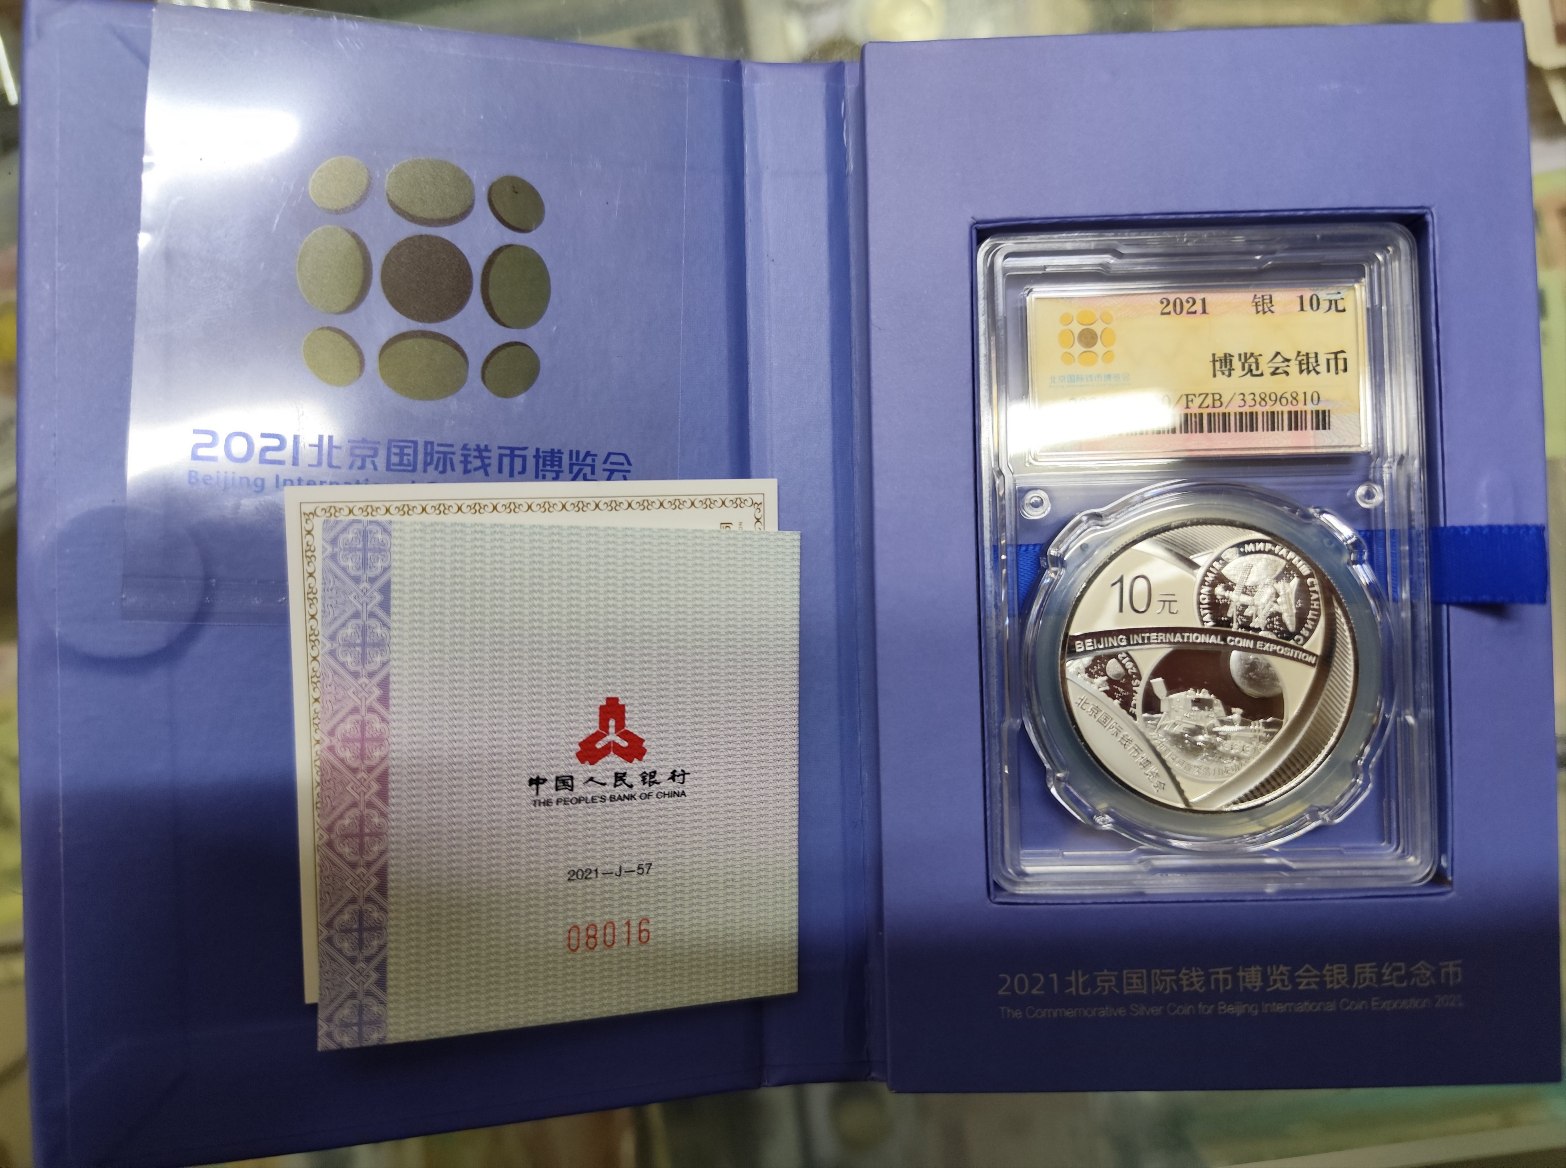 2021北京国际钱币博览会
Beijing International
中国人民银行
THE PEOPLE'S BANK OF CHINA
2021-J-57
08016
2021 银 10元
北京国际钱币博览会
博览会银币
/FZB/33896810
10元
МИР
BEIJING INTERNATIONAL COIN EXPOSITION
北京国际钱币博览会
2021北京国际钱币博览会银质纪念币
The Commemorative Silver Coin for Beijing International Coin Exposition 2021